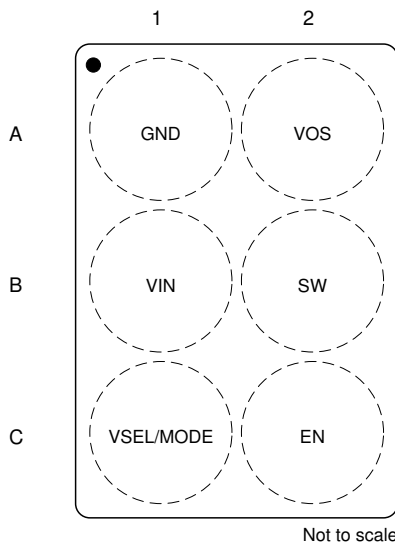 1 2
A GND VOS
B VIN SW
C VSEL/MODE EN
Not to scale